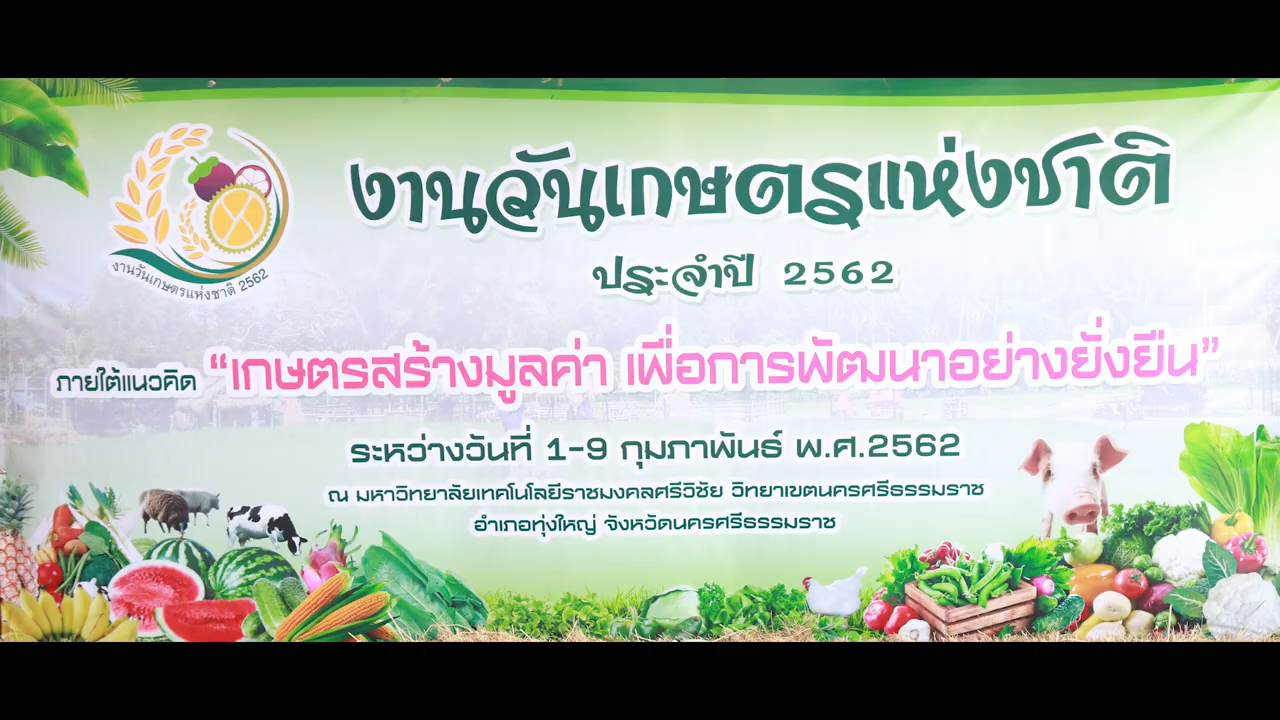 งานวันเกษตรแห่งชาติ
ประจำปี 2562
งานวันเกษตรแห่งชาติ 2562
ภายใต้แนวคิด “เกษตรสร้างมูลค่า เพื่อการพัฒนาอย่างยั่งยืน”
ระหว่างวันที่ 1-9 กุมภาพันธ์ พ.ศ.2562
ณ มหาวิทยาลัยเทคโนโลยีราชมงคลศรีวิชัย วิทยาเขตนครศรีธรรมราช
อำเภอทุ่งใหญ่ จังหวัดนครศรีธรรมราช